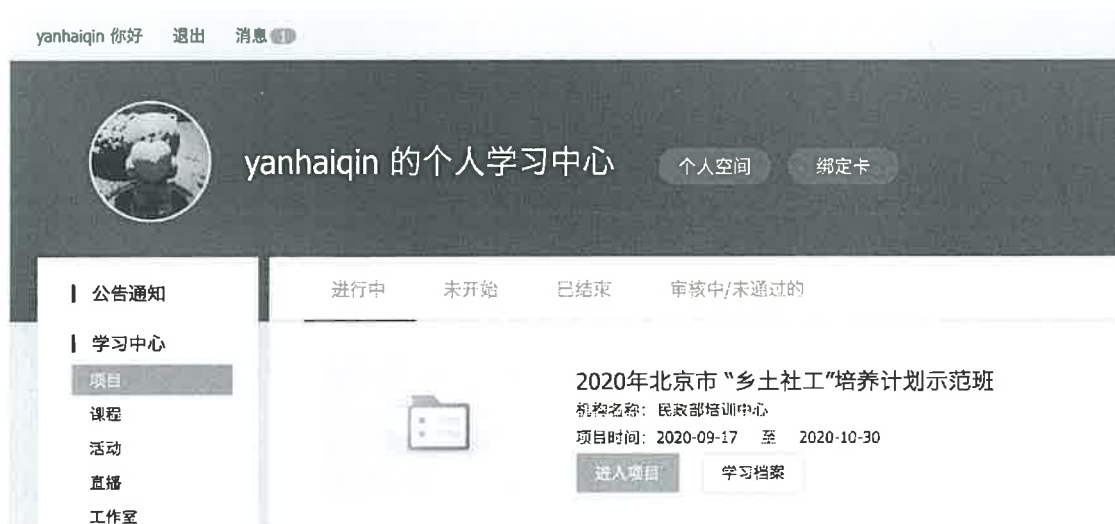 yanhaiqin 你好 退出 消息 1
yanhaiqin 的个人学习中心 个人空间 绑定卡
公告通知
学习中心
项目
课程
活动
直播
工作室
进行中 未开始 已结束 审核中/未通过的
2020年北京市“乡土社工”培养计划示范班
机构名称：民政部培训中心
项目时间：2020-09-17 至 2020-10-30
进入项目 学习档案